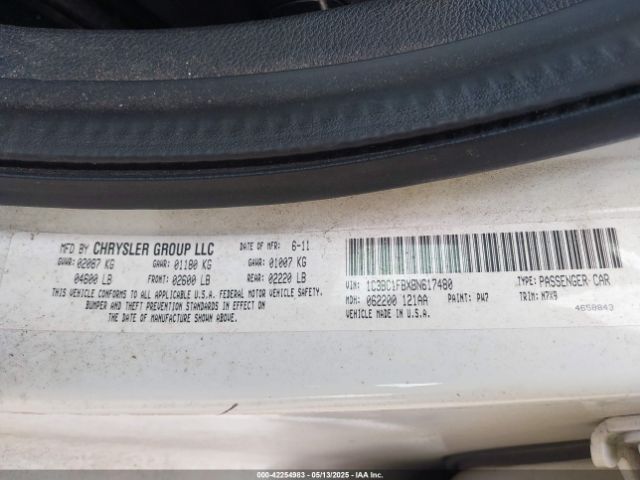 MFD BY CHRYSLER GROUP LLC DATE OF MFR: 6-11
GVWR: 02087 KG GAWR: 01180 KG GAWR: 01007 KG
04600 LB FRONT: 02600 LB REAR: 02220 LB
THIS VEHICLE CONFORMS TO ALL APPLICABLE U.S.A. FEDERAL MOTOR VEHICLE SAFETY,
BUMPER AND THEFT PREVENTION STANDARDS IN EFFECT ON
THE DATE OF MANUFACTURE SHOWN ABOVE.
VIN: 1C3BC1FBXBN617480 TYPE: PASSENGER CAR
MDH: 062200 121AA PAINT: PW7 TRIM: M7X9
VEHICLE MADE IN U.S.A. 4658843
000-42254983 - 05/13/2025 - IAA Inc.